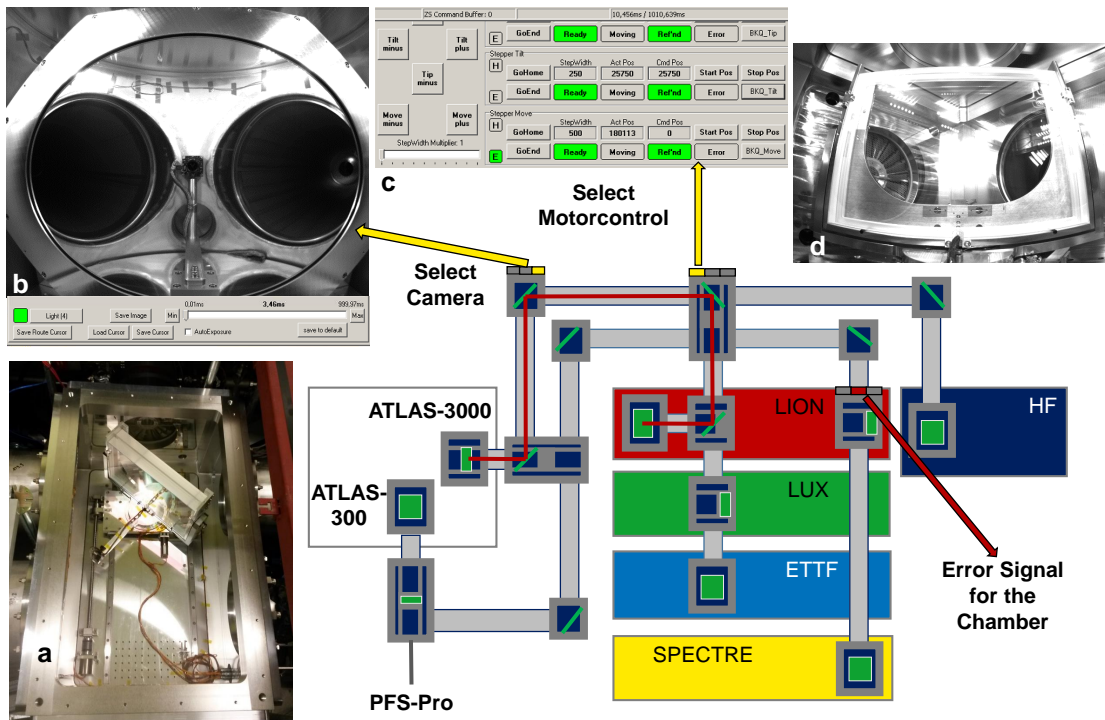 ZS Command Buffer: 0
10,456ms / 1010,639ms
Tilt
minus
Tilt
plus
Tip
minus
Move
minus
Move
plus
StepWidth Multiplier: 1
E
GoEnd
Ready
Moving
Ref'nd
Error
BKQ_Tip
Stepper Tilt
H
StepWidth
Act Pos
Cmd Pos
GoHome
250
25750
25750
Start Pos
Stop Pos
E
GoEnd
Ready
Moving
Ref'nd
Error
BKQ_Tilt
Stepper Move
H
StepWidth
Act Pos
Cmd Pos
GoHome
500
180113
0
Start Pos
Stop Pos
E
GoEnd
Ready
Moving
Ref'nd
Error
BKQ_Move
c
d
b
Select
Motorcontrol
Select
Camera
0,01ms
3,46ms
999,97ms
Light (4)
Save Image
Min
Max
Save Route Cursor
Load Cursor
Save Cursor
AutoExposure
save to default
a
ATLAS-3000
ATLAS-
300
PFS-Pro
LION
HF
LUX
ETTF
SPECTRE
Error Signal
for the
Chamber